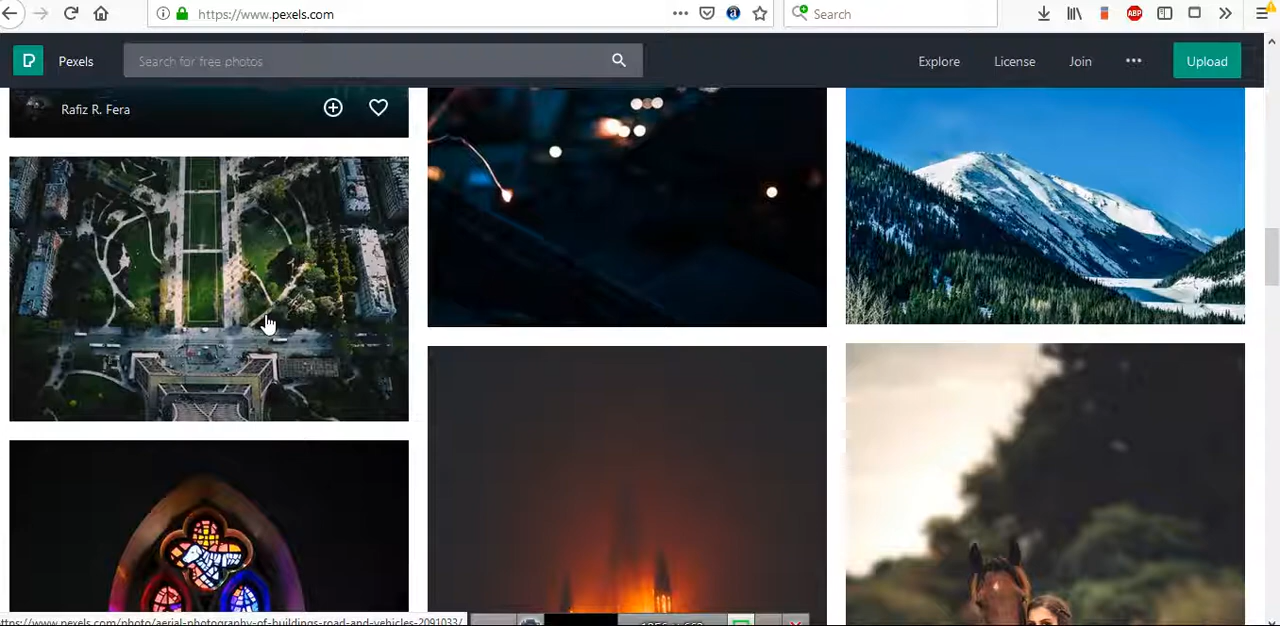 https://www.pexels.com
Search
ABP
Pexels
Search for free photos
Explore
License
Join
Upload
Rafiz R. Fera
https://www.pexels.com/photo/aerial-photography-of-buildings-road-and-vehicles-2091033/